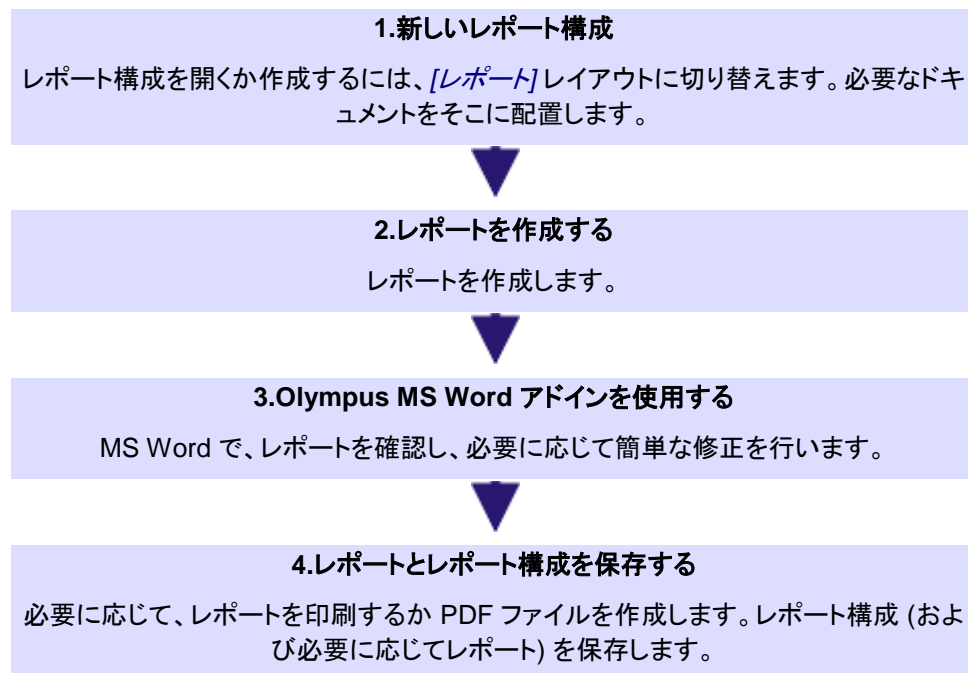 1.新しいレポート構成
レポート構成を開くか作成するには、[レポート] レイアウトに切り替えます。必要なドキ
ュメントをそこに配置します。
2.レポートを作成する
レポートを作成します。
3.Olympus MS Word アドインを使用する
MS Word で、レポートを確認し、必要に応じて簡単な修正を行います。
4.レポートとレポート構成を保存する
必要に応じて、レポートを印刷するか PDF ファイルを作成します。レポート構成 (およ
び必要に応じてレポート) を保存します。